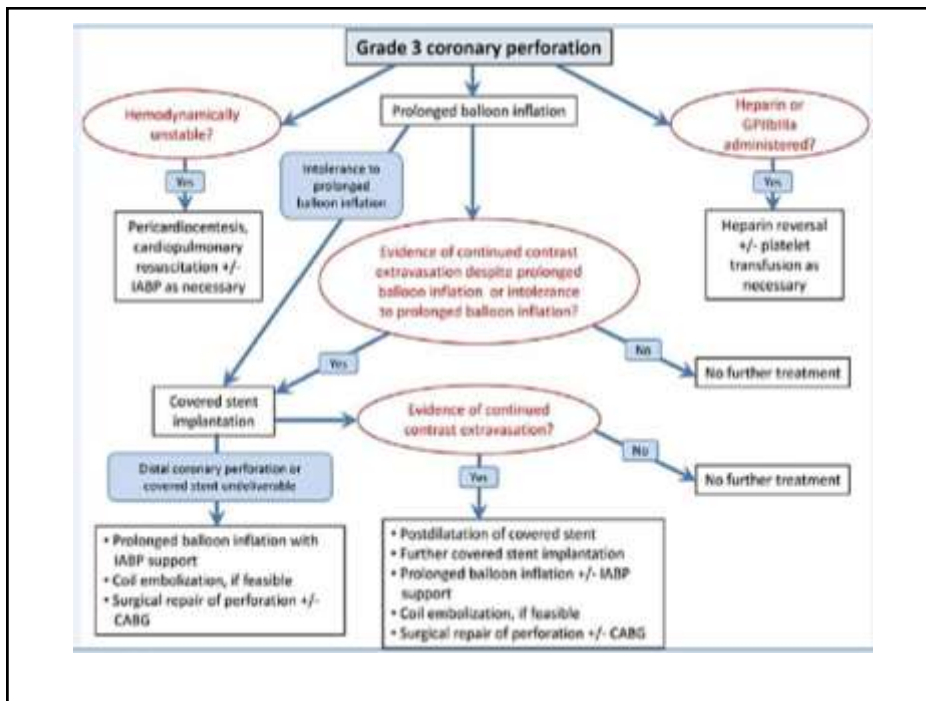 Grade 3 coronary perforation
Hemodynamically
unstable?
Prolonged balloon inflation
Heparin or
GPIIbIIIa
administered?
Yes
Intolerance to
prolonged
balloon inflation
Yes
Pericardiocentesis,
cardiopulmonary
resuscitation +/-
IABP as necessary
Evidence of continued contrast
extravasation despite prolonged
balloon inflation or intolerance
to prolonged balloon inflation?
Heparin reversal
+/- platelet
transfusion as
necessary
Yes
No
No further treatment
Covered stent
implantation
Evidence of continued
contrast extravasation?
No
No further treatment
Distal coronary perforation or
covered stent undeliverable
Yes
• Prolonged balloon inflation with
IABP support
• Coil embolization, if feasible
• Surgical repair of perforation +/-
CABG
• Postdilatation of covered stent
• Further covered stent implantation
• Prolonged balloon inflation +/- IABP
support
• Coil embolization, if feasible
• Surgical repair of perforation +/- CABG